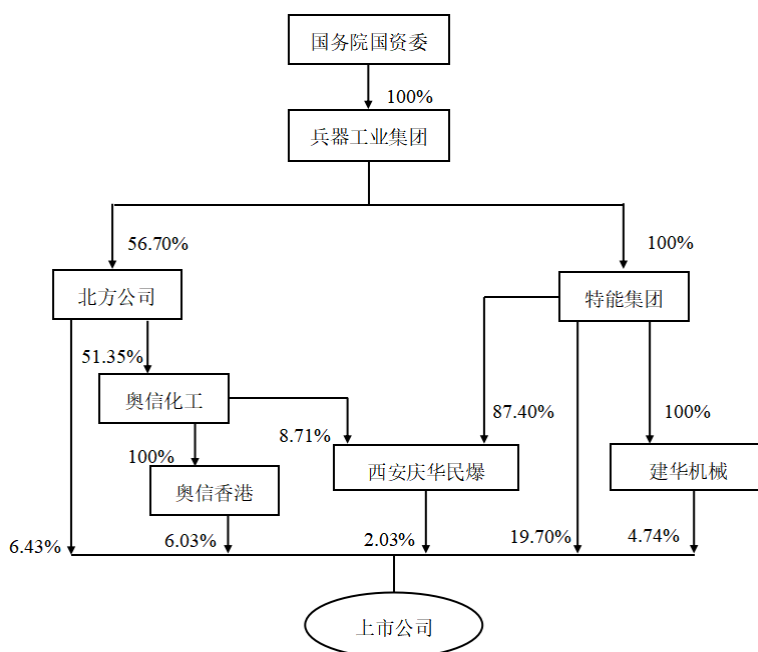 国务院国资委
100%
兵器工业集团
56.70%
100%
北方公司
特能集团
51.35%
奥信化工
87.40%
100%
8.71%
100%
西安庆华民爆
建华机械
奥信香港
6.43%
6.03%
2.03%
19.70%
4.74%
上市公司